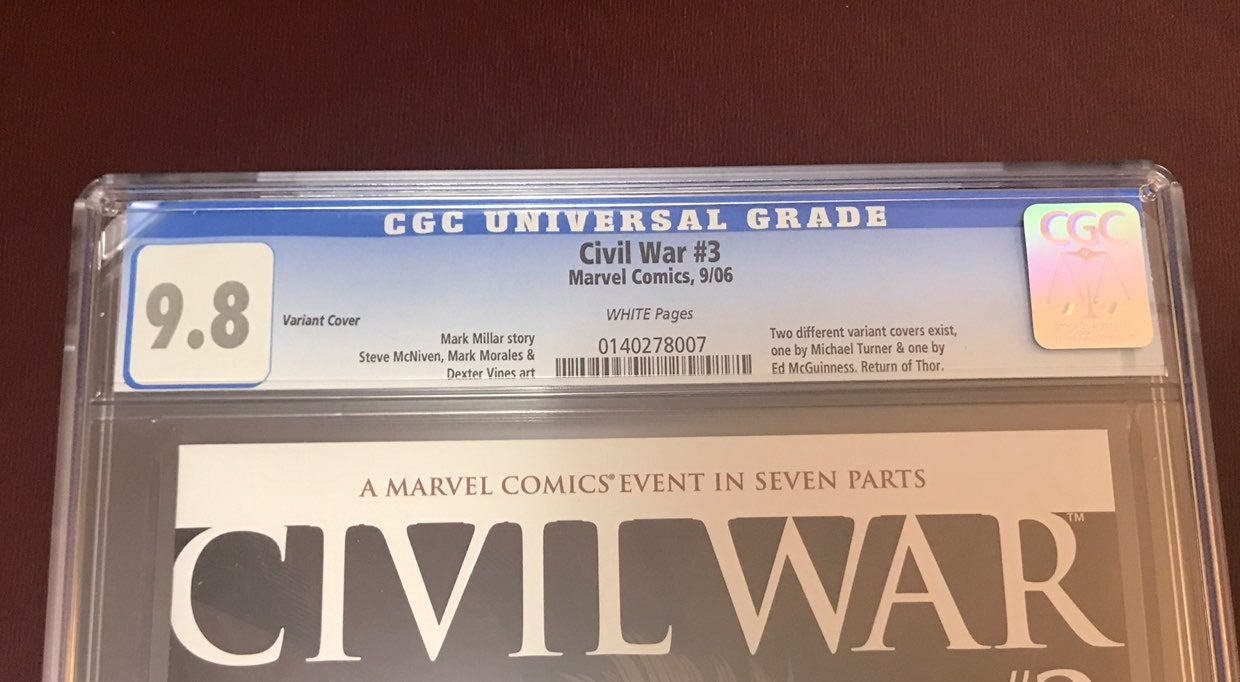 CGC UNIVERSAL GRADE
Civil War #3
Marvel Comics, 9/06
CGC
9.8
Variant Cover
WHITE Pages
Mark Millar story
Steve McNiven, Mark Morales &
Dexter Vines art
0140278007
Two different variant covers exist,
one by Michael Turner & one by
Ed McGuinness. Return of Thor.
A MARVEL COMICS® EVENT IN SEVEN PARTS
CIVIL WAR™